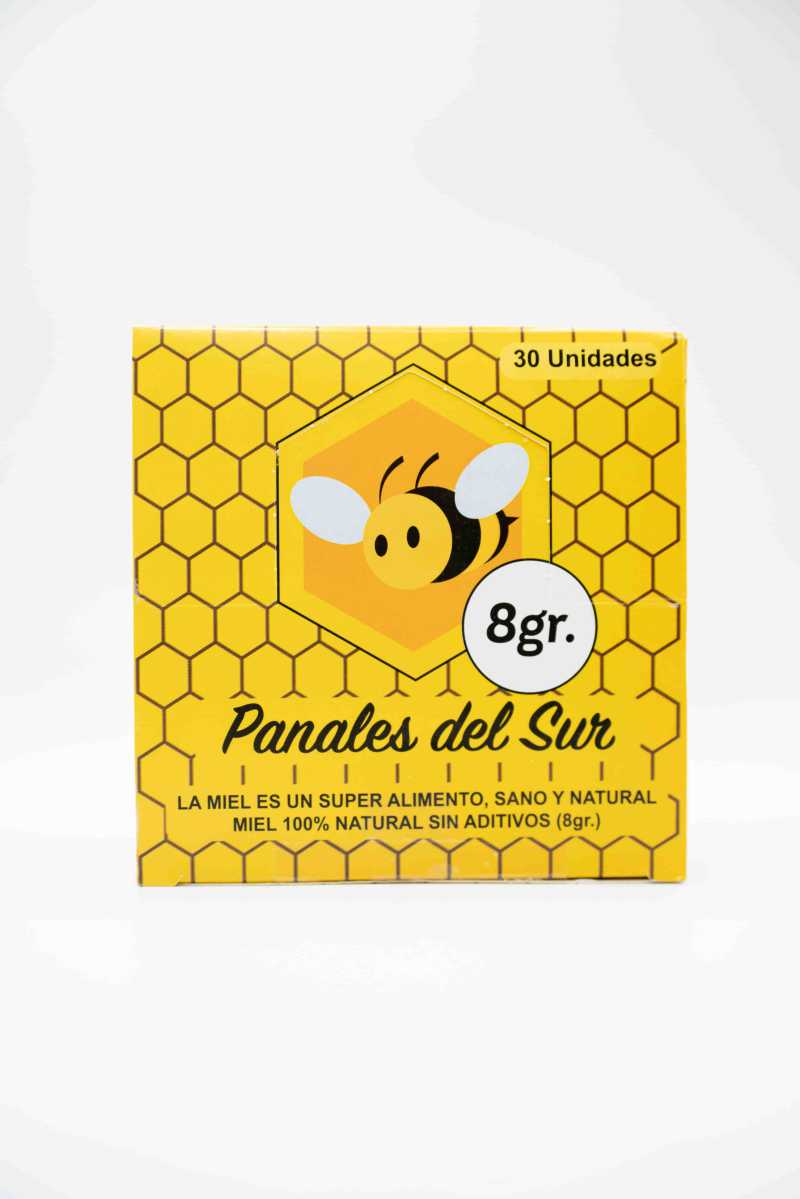 30 Unidades
8gr.
Panales del Sur
LA MIEL ES UN SUPER ALIMENTO, SANO Y NATURAL
MIEL 100% NATURAL SIN ADITIVOS (8gr.)